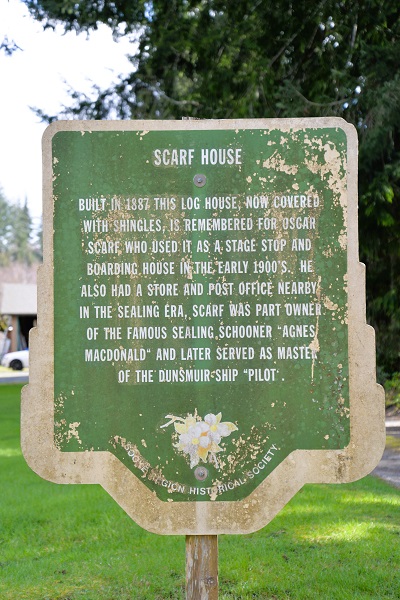 SCARF HOUSE
BUILT IN 1887 THIS LOG HOUSE, NOW COVERED
WITH SHINGLES, IS REMEMBERED FOR OSCAR
SCARF WHO USED IT AS A STAGE STOP AND
BOARDING HOUSE IN THE EARLY 1900'S. HE
ALSO HAD A STORE AND POST OFFICE NEARBY.
IN THE SEALING ERA, SCARF WAS PART OWNER
OF THE FAMOUS SEALING SCHOONER "AGNES
MACDONALD" AND LATER SERVED AS MASTER
OF THE DUNSMUIR SHIP "PILOT".
HISTORICAL SOCIETY